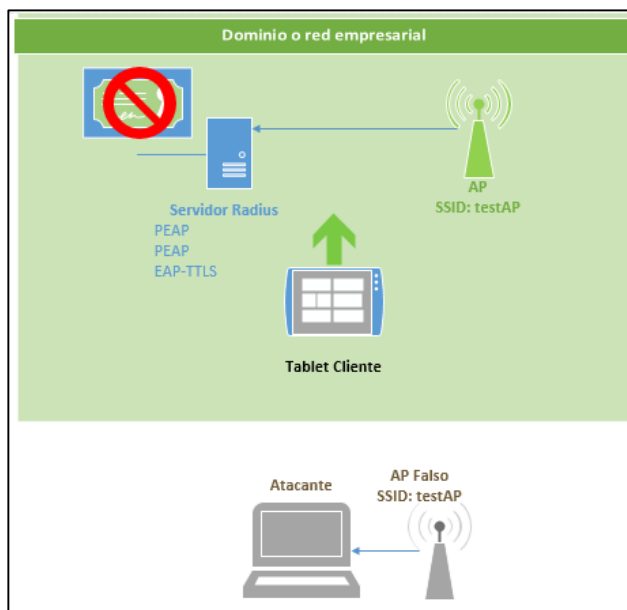 Dominio o red empresarial
Servidor Radius
PEAP
PEAP
EAP-TTLS
AP
SSID: testAP
Tablet Cliente
Atacante
AP Falso
SSID: testAP